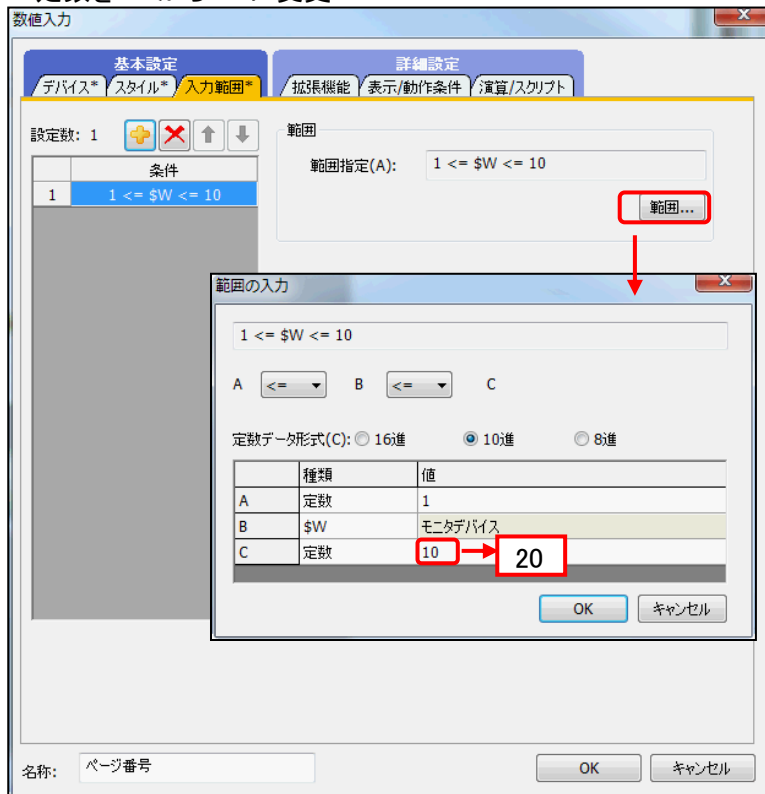 数値入力
基本設定
詳細設定
デバイス*
スタイル*
入力範囲*
拡張機能
表示/動作条件
演算/スクリプト
設定数: 1
条件
1 1 <= $W <= 10
範囲
範囲指定(A): 1 <= $W <= 10
範囲...
範囲の入力
1 <= $W <= 10
A <= B <= C
定数データ形式(C): 16進 10進 8進
種類 値
A 定数 1
B $W モニタデバイス
C 定数 10 20
OK キャンセル
名称: ページ番号
OK キャンセル